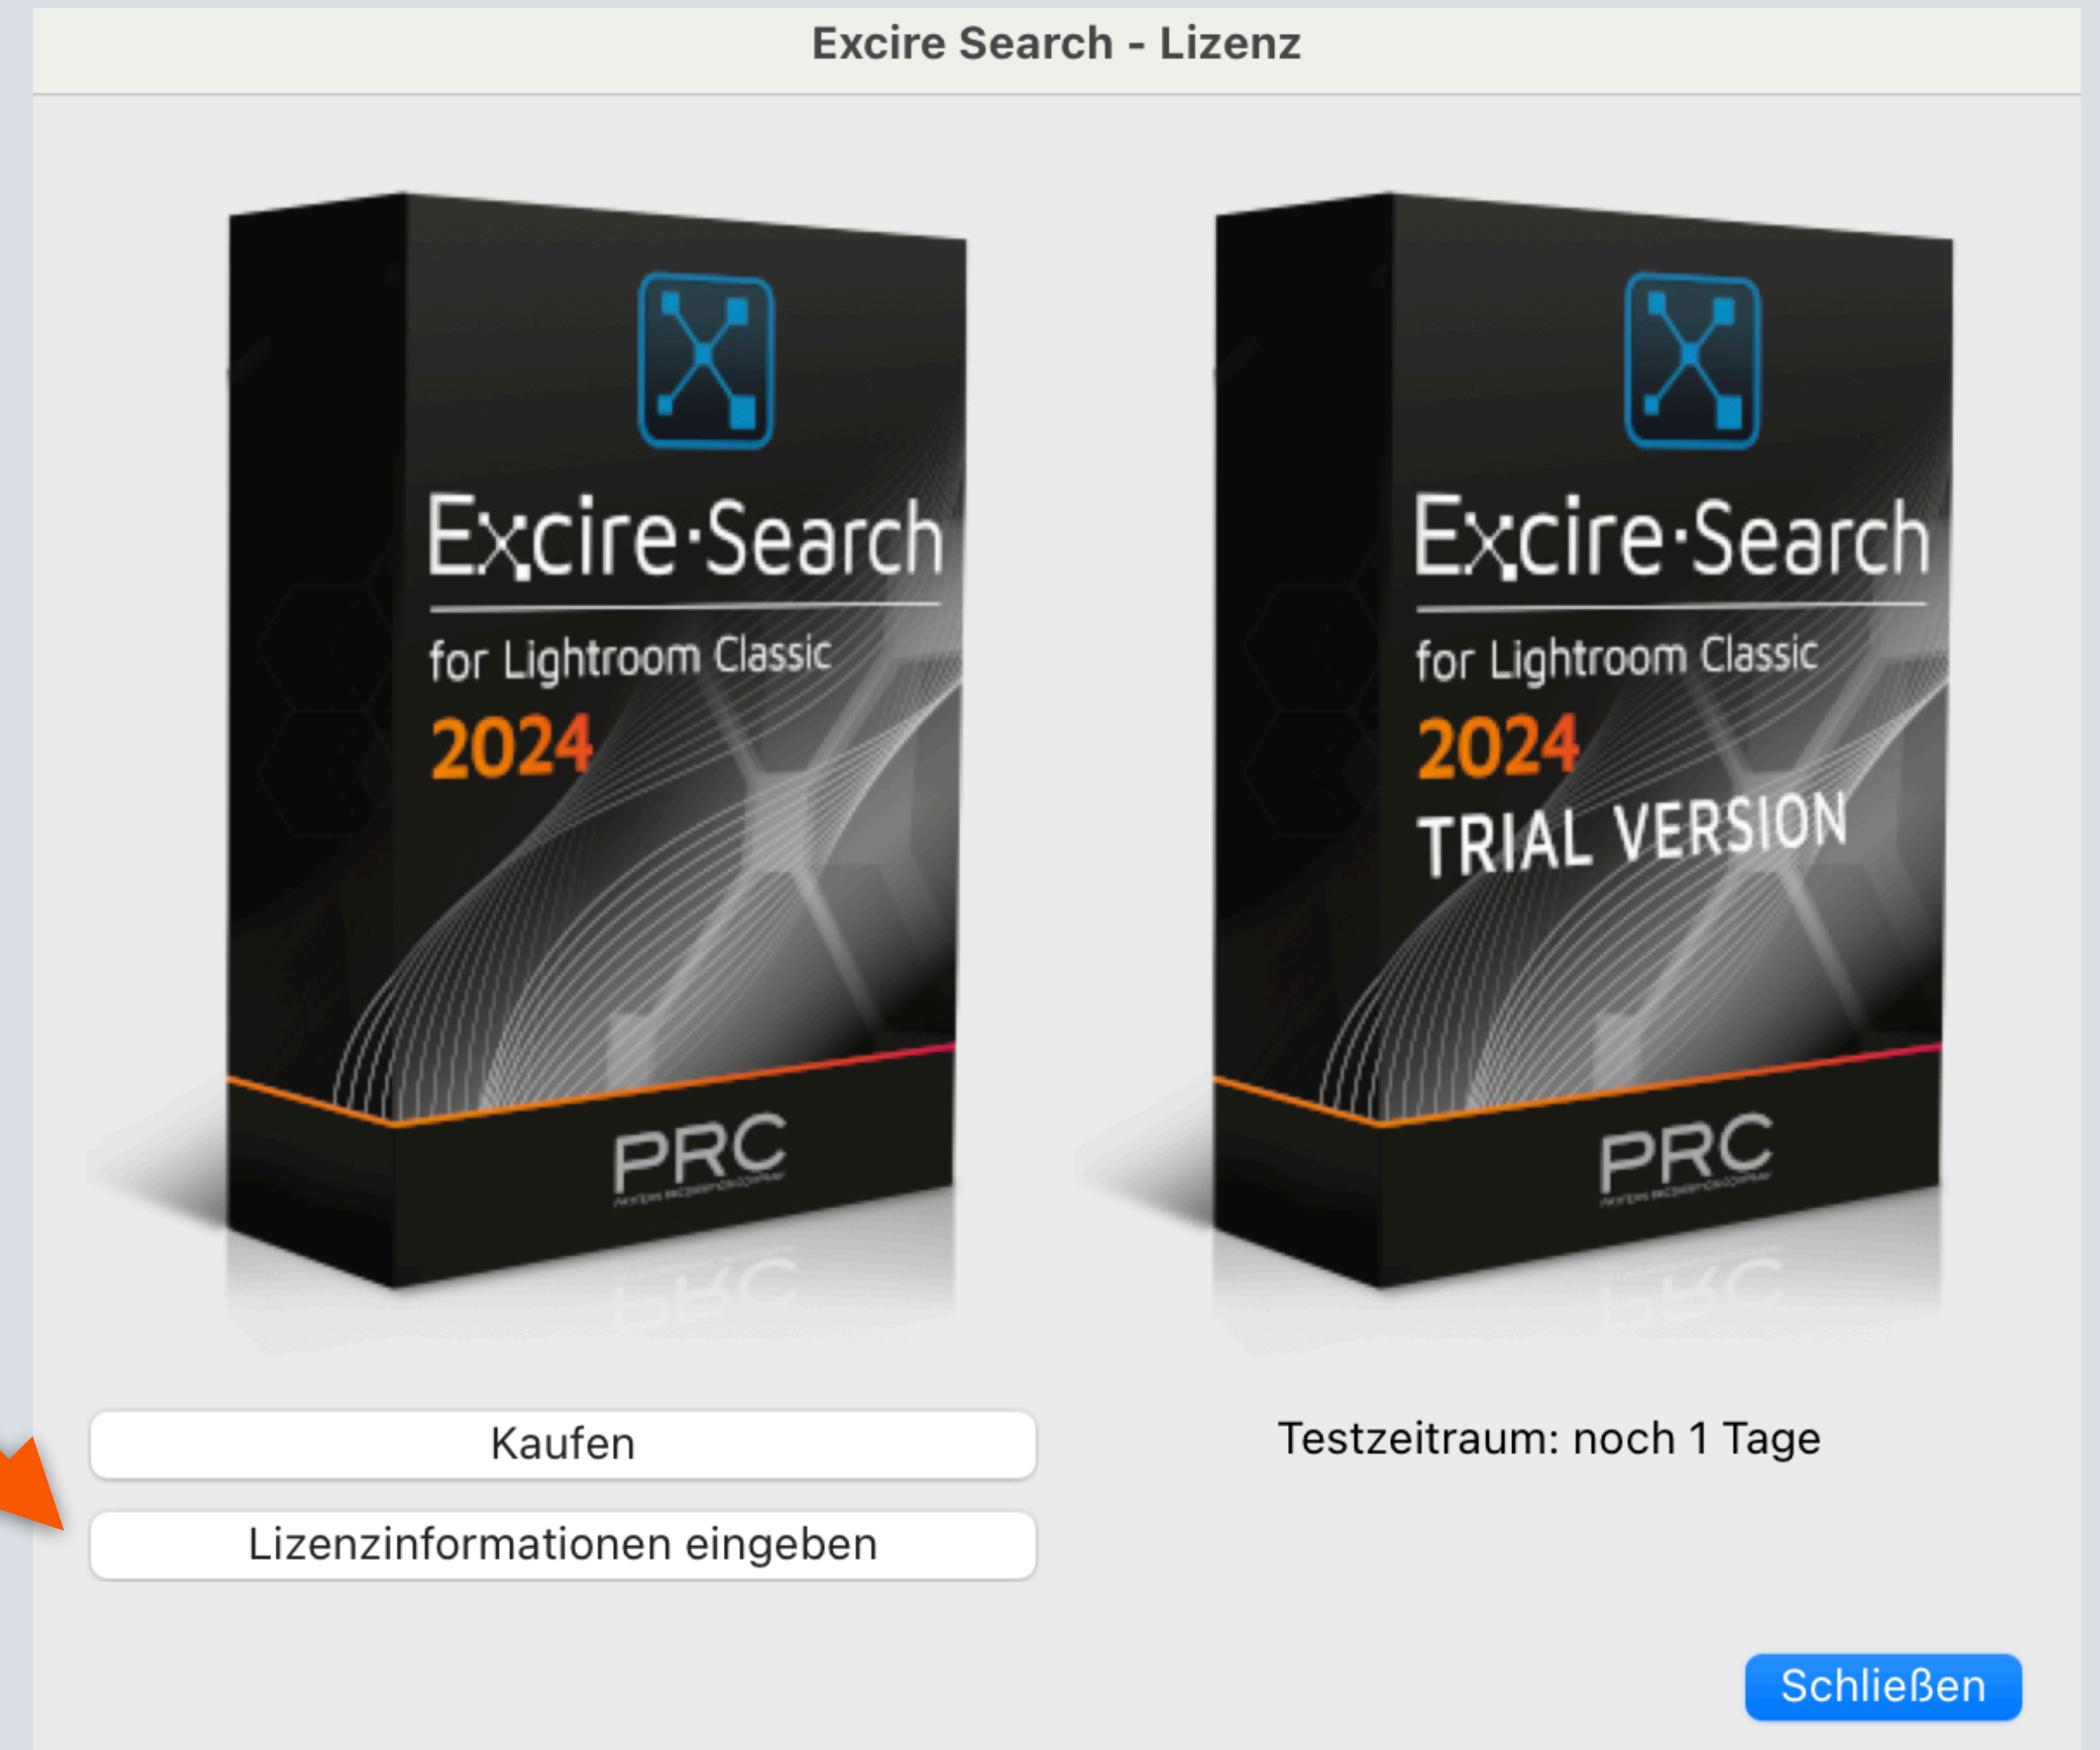 Excire Search - Lizenz
Excire·Search
for Lightroom Classic
2024
PRC
Excire·Search
for Lightroom Classic
2024
TRIAL VERSION
PRC
Kaufen
Testzeitraum: noch 1 Tage
Lizenzinformationen eingeben
Schließen